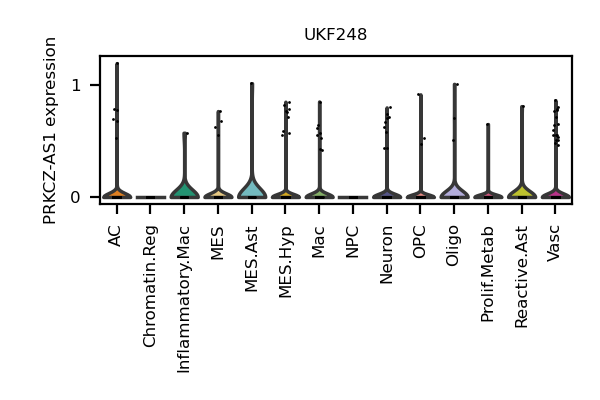 UKF248
PRKCZ-AS1 expression
1
0
AC
Chromatin.Reg
Inflammatory.Mac
MES
MES.Ast
MES.Hyp
Mac
NPC
Neuron
OPC
Oligo
Prolif.Metab
Reactive.Ast
Vasc